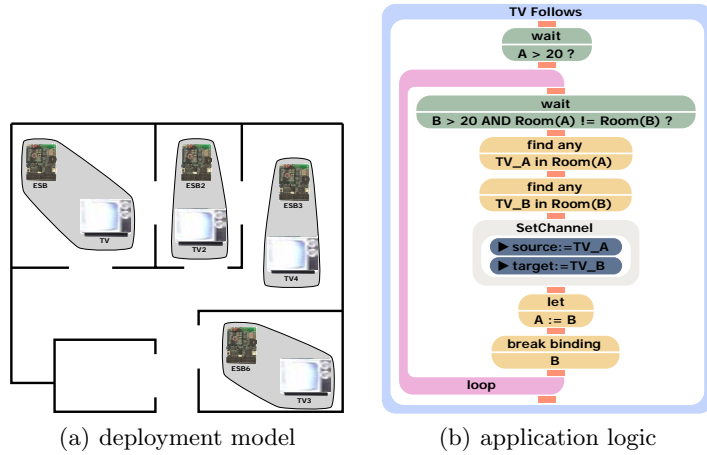 ESB
TV
ESB2
TV2
ESB3
TV4
ESB6
TV3
(a) deployment model
TV Follows
wait
A > 20 ?
wait
B > 20 AND Room(A) != Room(B) ?
find any
TV_A in Room(A)
find any
TV_B in Room(B)
SetChannel
▶ source:=TV_A
▶ target:=TV_B
let
A := B
break binding
B
loop
(b) application logic